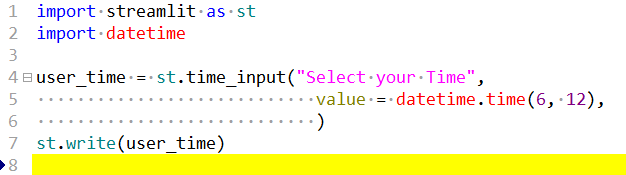 1 import streamlit as st
2 import datetime
3
4 user_time = st.time_input("Select your Time",
5                             value = datetime.time(6, 12),
6                             )
7 st.write(user_time)
8